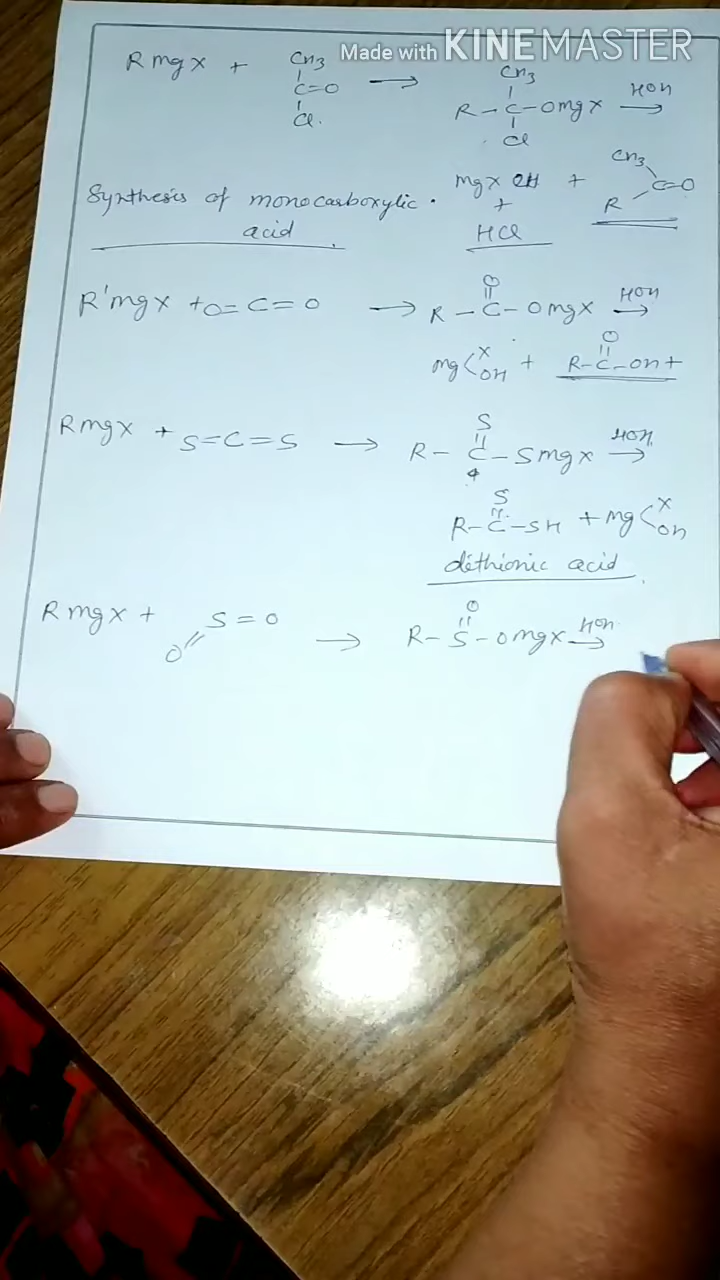 Made with KINEMASTER
Rmgx + CH3 C=O Cl. → CH3 R-C-Omgx HOH→ Cl
Synthesis of monocarboxylic acid.
mgx OH + HCl + CH3 R C=O
R'mgx + O=C=O → R-C(=O)-Omgx HOH→
mg<x OH + R-C(=O)-OH +
Rmgx + S=C=S → R-C(=S)-Smgx HOH→
R-C(=S)-SH + mg<x OH
dithionic acid.
Rmgx + O=S=O → R-S(=O)-Omgx HOH→